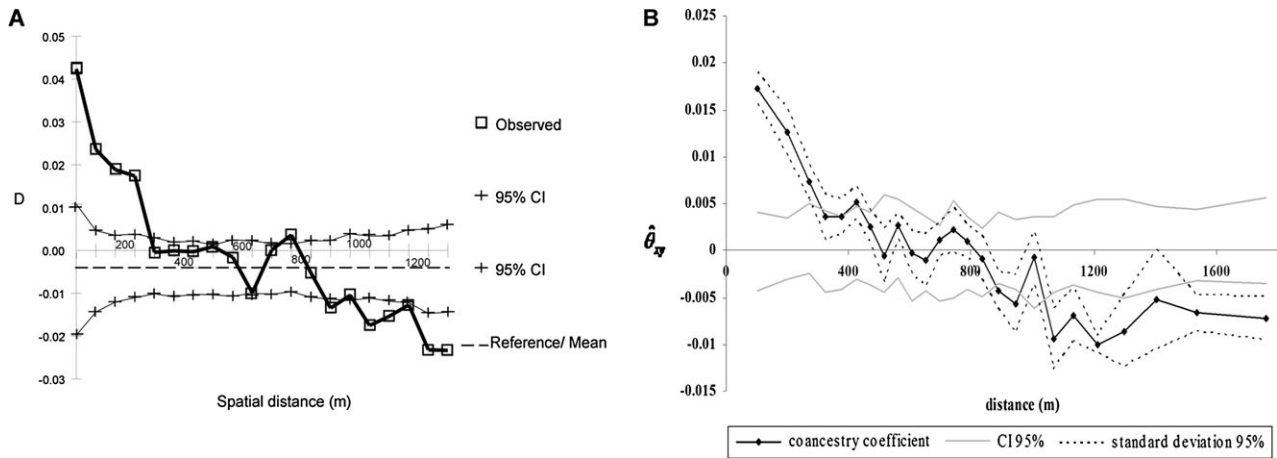 A
0.05
0.04
0.03
0.02
0.01
0.00
-0.01
-0.02
-0.03
D
200
400
600
800
1000
1200
Spatial distance (m)
Observed
95% CI
95% CI
Reference/ Mean
B
0.025
0.02
0.015
0.01
0.005
0
-0.005
-0.01
-0.015
θ̂xy
0 400 800 1200 1600
distance (m)
coancestry coefficient CI 95% standard deviation 95%